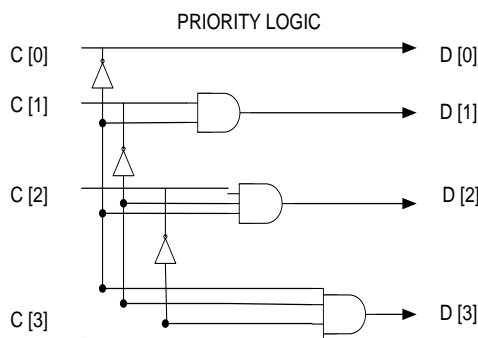 PRIORITY LOGIC
C [0] D [0]
C [1] D [1]
C [2] D [2]
C [3] D [3]